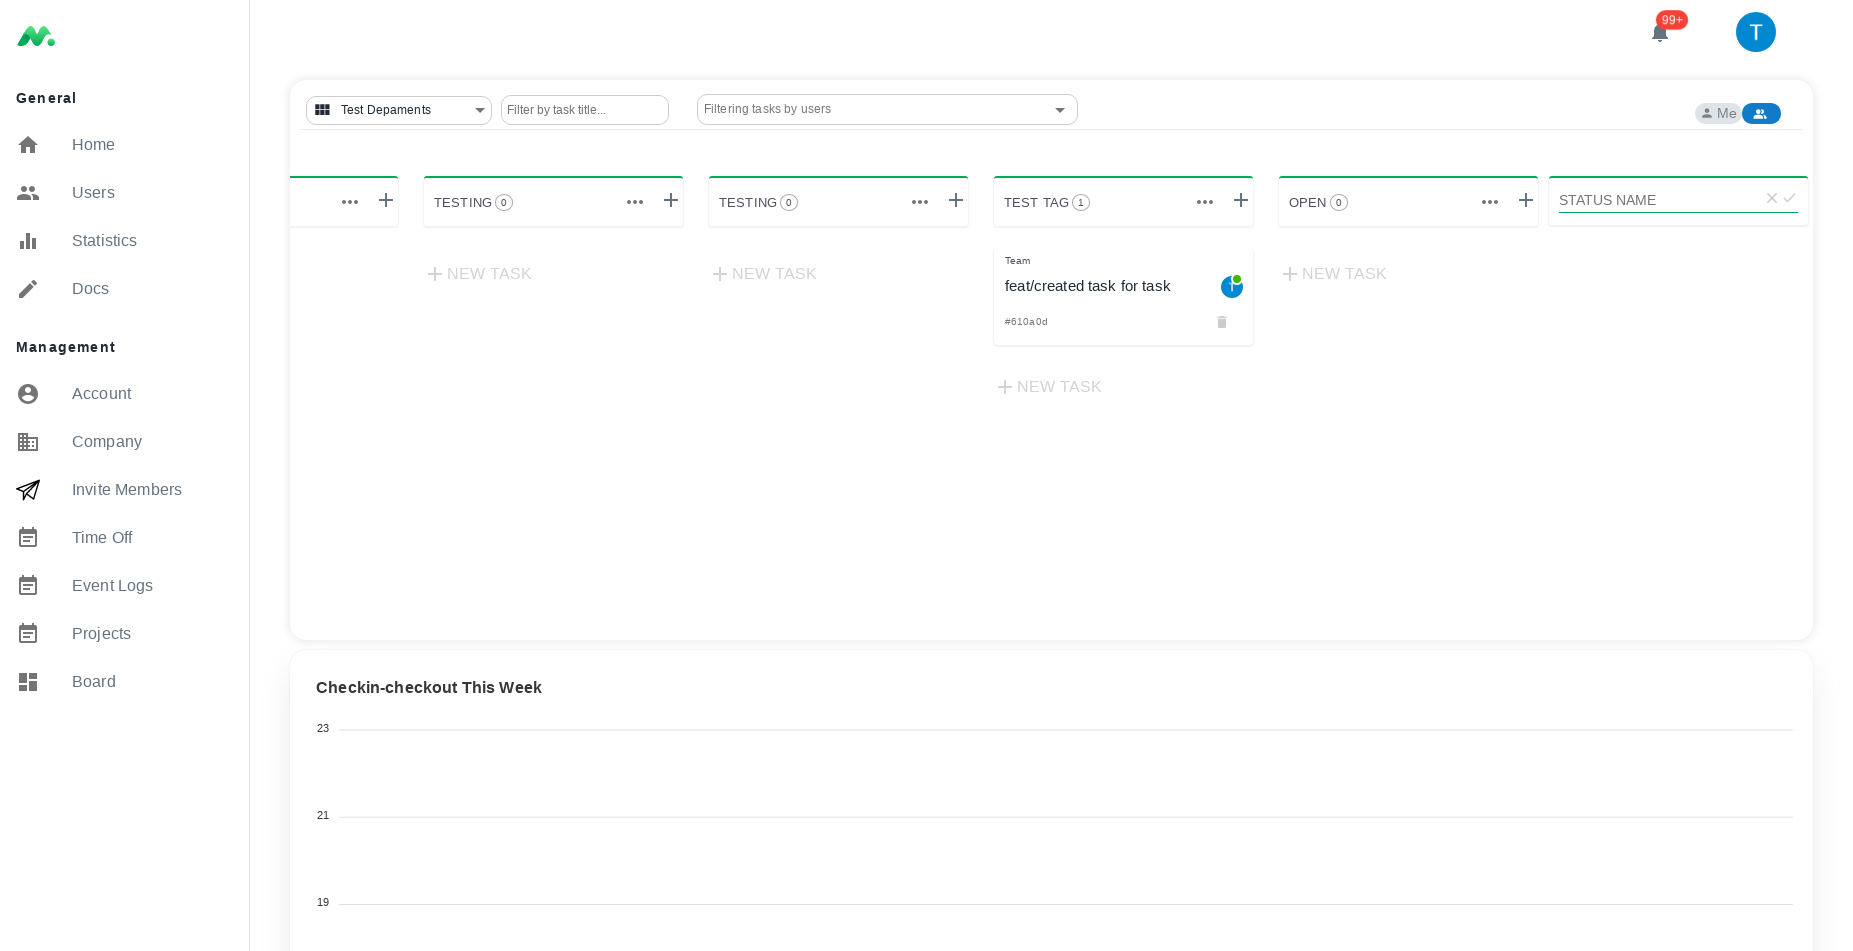 99+
T
General
Home
Users
Statistics
Docs
Management
Account
Company
Invite Members
Time Off
Event Logs
Projects
Board
Test Depaments
Filter by task title...
Filtering tasks by users
Me
TESTING 0
TESTING 0
TEST TAG 1
OPEN 0
STATUS NAME
NEW TASK
NEW TASK
Team
feat/created task for task
T
#610a0d
NEW TASK
NEW TASK
Checkin-checkout This Week
23
21
19